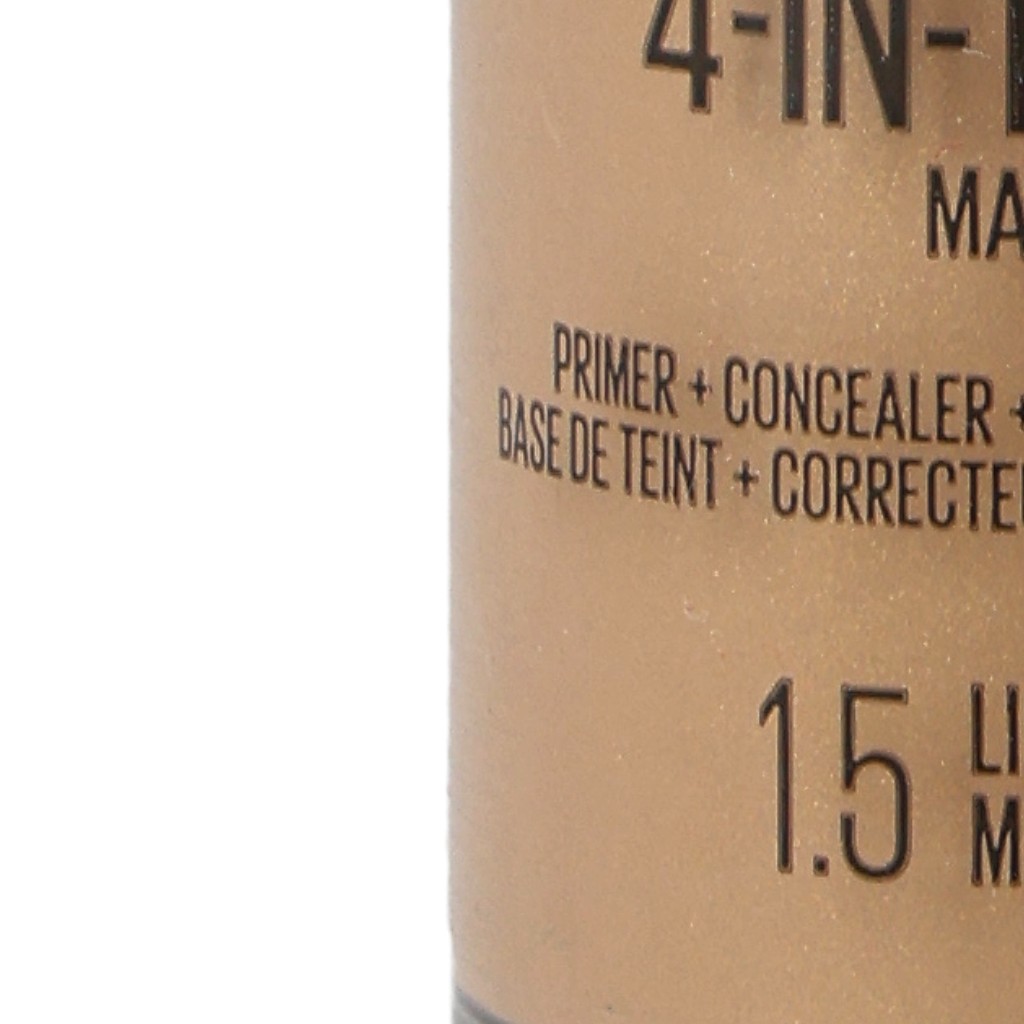 4-IN-
MA
PRIMER + CONCEALER +
BASE DE TEINT + CORRECTE
1.5 LI
M